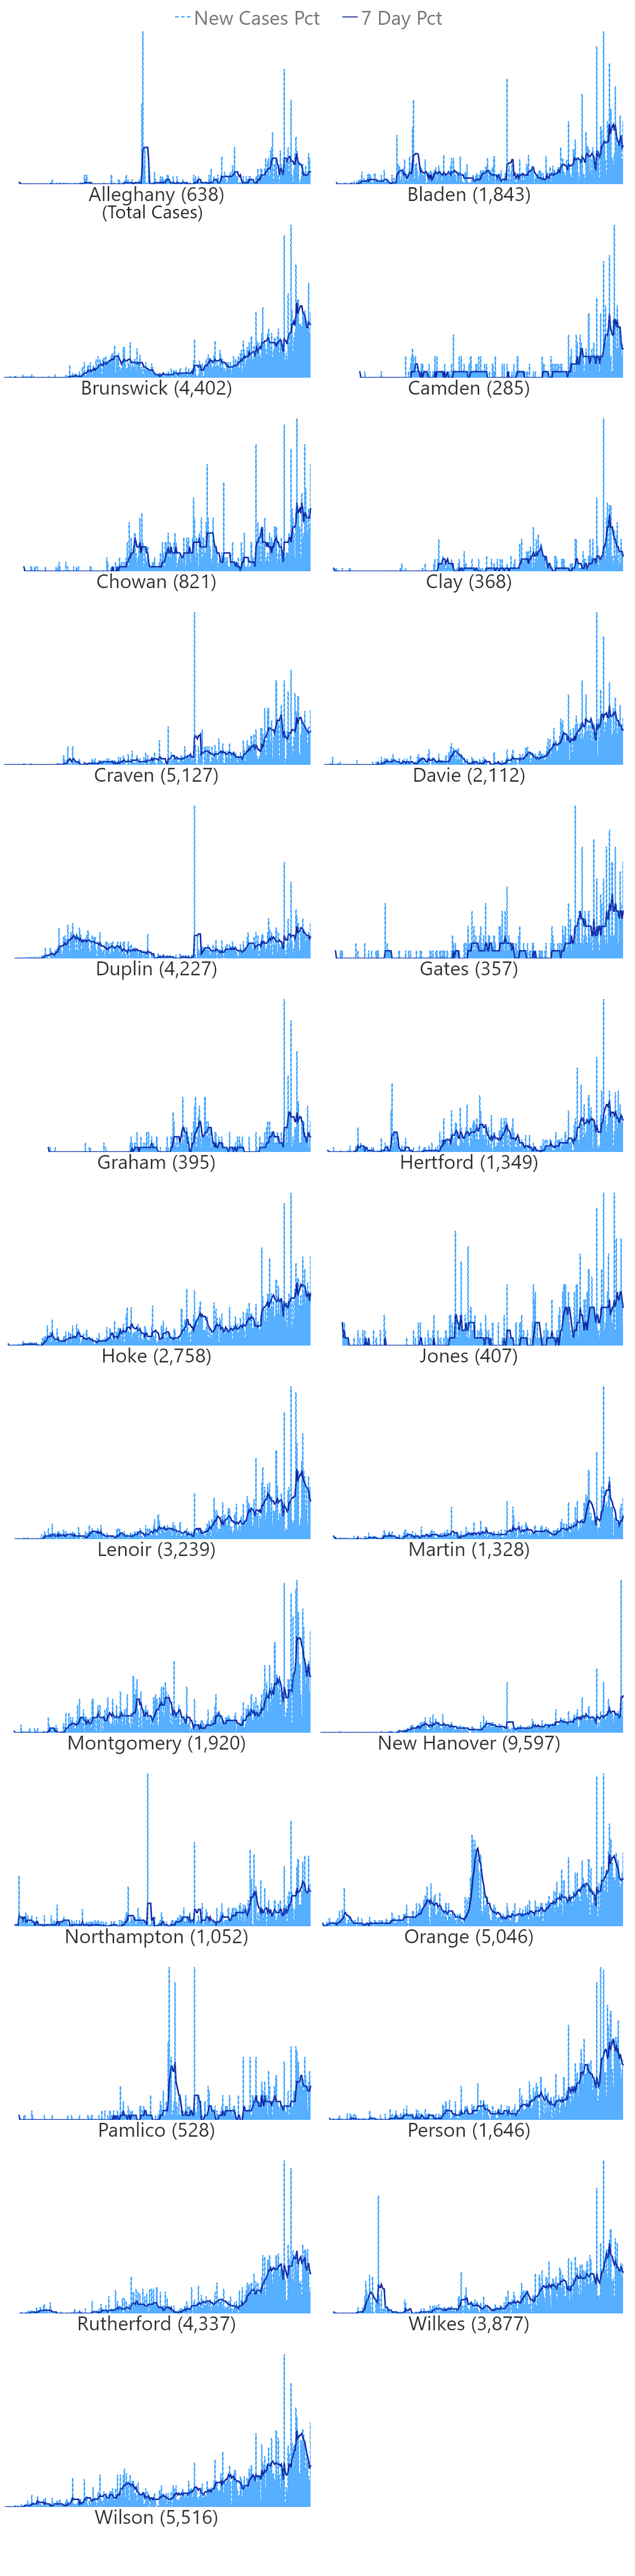 New Cases Pct 7 Day Pct
Alleghany (638) Bladen (1,843)
(Total Cases)
Brunswick (4,402) Camden (285)
Chowan (821) Clay (368)
Craven (5,127) Davie (2,112)
Duplin (4,227) Gates (357)
Graham (395) Hertford (1,349)
Hoke (2,758) Jones (407)
Lenoir (3,239) Martin (1,328)
Montgomery (1,920) New Hanover (9,597)
Northampton (1,052) Orange (5,046)
Pamlico (528) Person (1,646)
Rutherford (4,337) Wilkes (3,877)
Wilson (5,516)